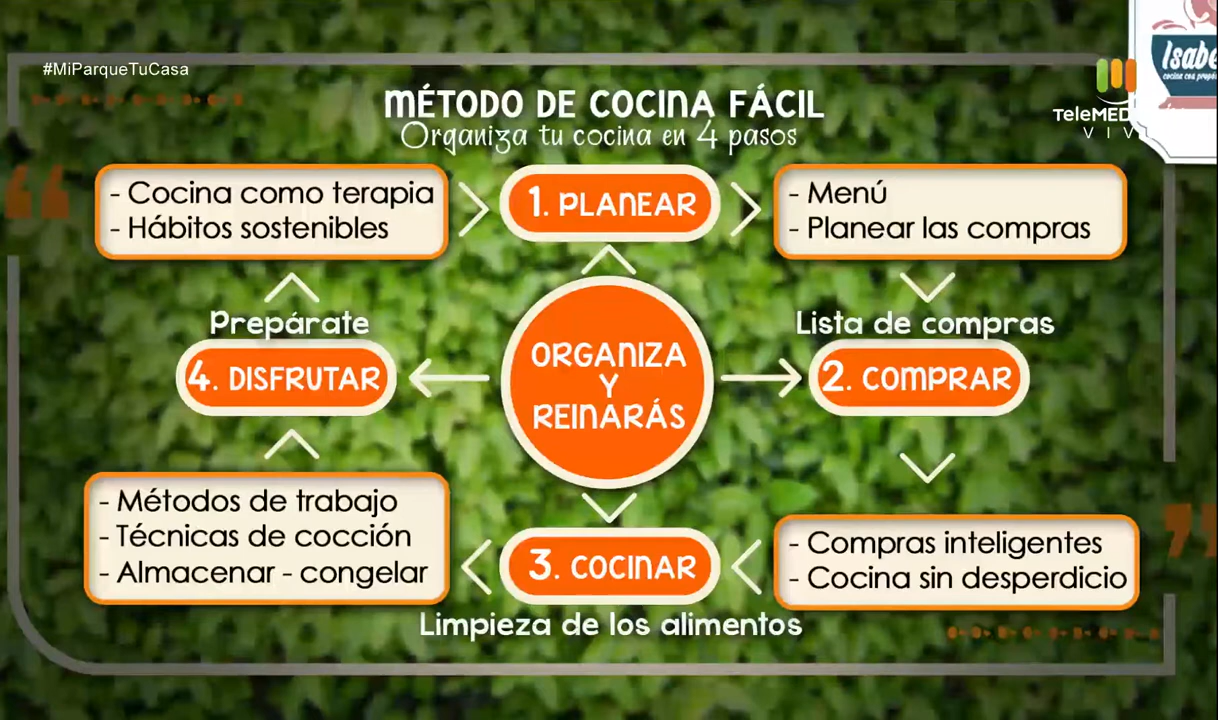 #MiParqueTuCasa
MÉTODO DE COCINA FÁCIL
Organiza tu cocina en 4 pasos
- Cocina como terapia
- Hábitos sostenibles
1. PLANEAR
- Menú
- Planear las compras
Prepárate
4. DISFRUTAR
ORGANIZA
Y
REINARÁS
Lista de compras
2. COMPRAR
- Métodos de trabajo
- Técnicas de cocción
- Almacenar - congelar
3. COCINAR
- Compras inteligentes
- Cocina sin desperdicio
Limpieza de los alimentos